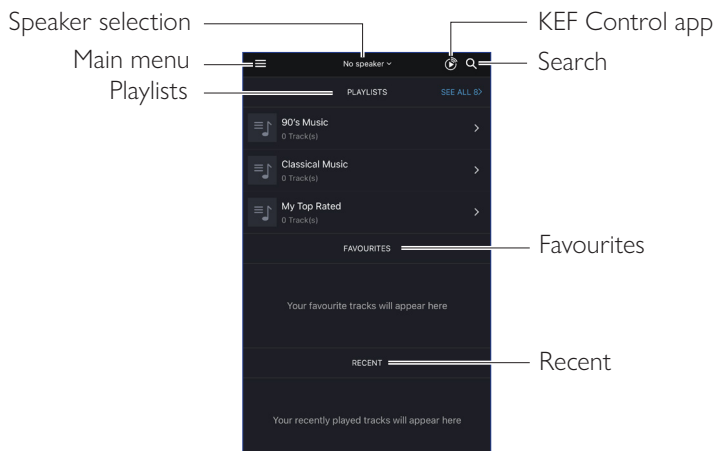 Speaker selection
KEF Control app
Main menu
No speaker
Search
Playlists
PLAYLISTS
SEE ALL 8>
90's Music
0 Track(s)
Classical Music
0 Track(s)
My Top Rated
0 Track(s)
FAVOURITES
Favourites
Your favourite tracks will appear here
RECENT
Recent
Your recently played tracks will appear here